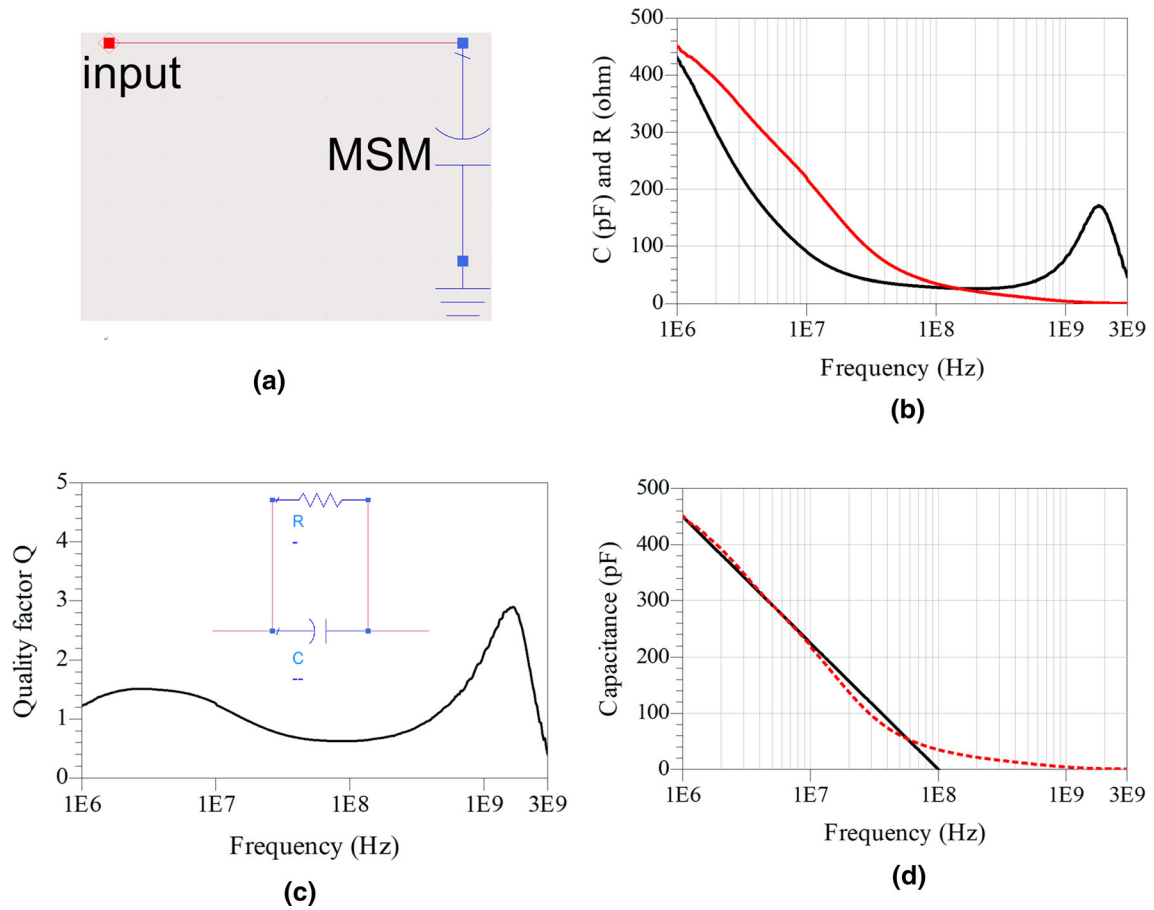 input
MSM
(a)
C (pF) and R (ohm)
500
400
300
200
100
0
1E6
1E7
1E8
1E9
3E9
Frequency (Hz)
(b)
Quality factor Q
5
4
3
2
1
0
R
C
1E6
1E7
1E8
1E9
3E9
Frequency (Hz)
(c)
Capacitance (pF)
500
400
300
200
100
0
1E6
1E7
1E8
1E9
3E9
Frequency (Hz)
(d)